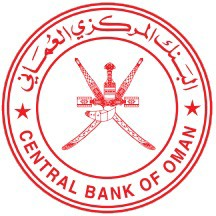 البنك المركزي العماني
CENTRAL BANK OF OMAN